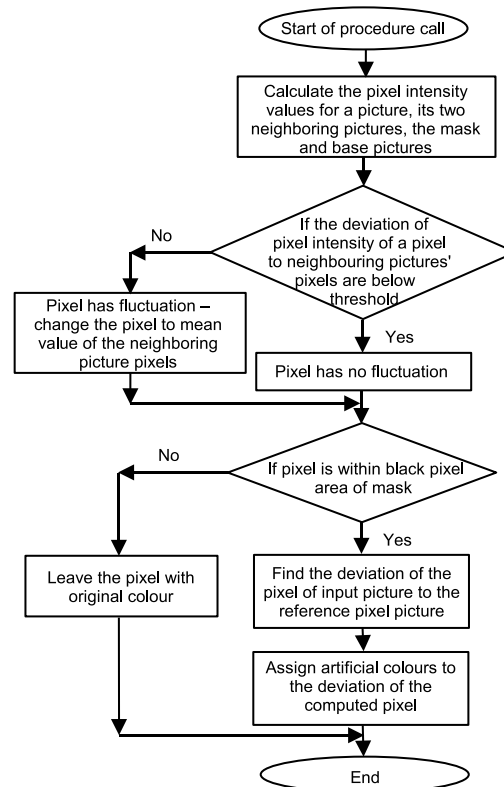 Start of procedure call
Calculate the pixel intensity
values for a picture, its two
neighboring pictures, the mask
and base pictures
If the deviation of
pixel intensity of a pixel
to neighbouring pictures'
pixels are below
threshold
No
Yes
Pixel has fluctuation –
change the pixel to mean
value of the neighboring
picture pixels
Pixel has no fluctuation
If pixel is within black pixel
area of mask
No
Yes
Leave the pixel with
original colour
Find the deviation of the
pixel of input picture to the
reference pixel picture
Assign artificial colours to
the deviation of the
computed pixel
End